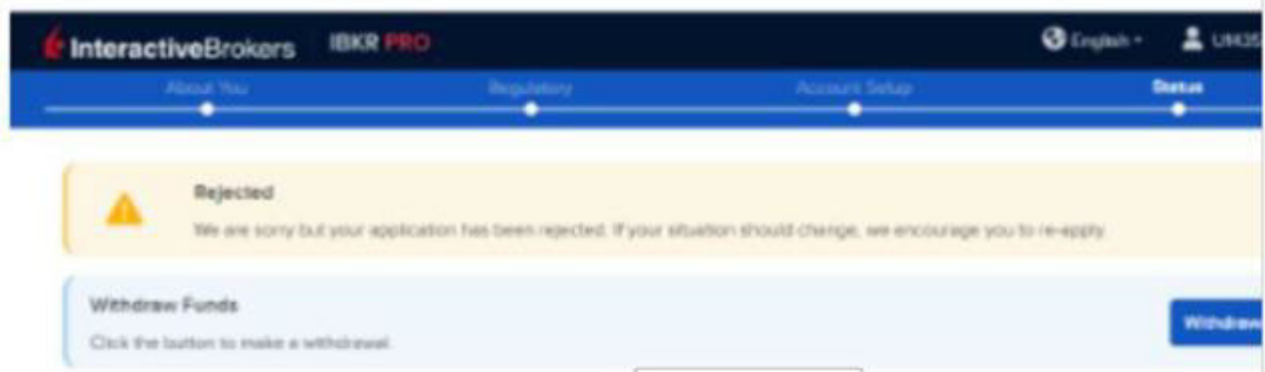 InteractiveBrokers IBKR PRO English
About You Regulatory Account Setup Status
Rejected
We are sorry but your application has been rejected. If your situation should change, we encourage you to re-apply.
Withdraw Funds
Withdraw
Click the button to make a withdrawal.